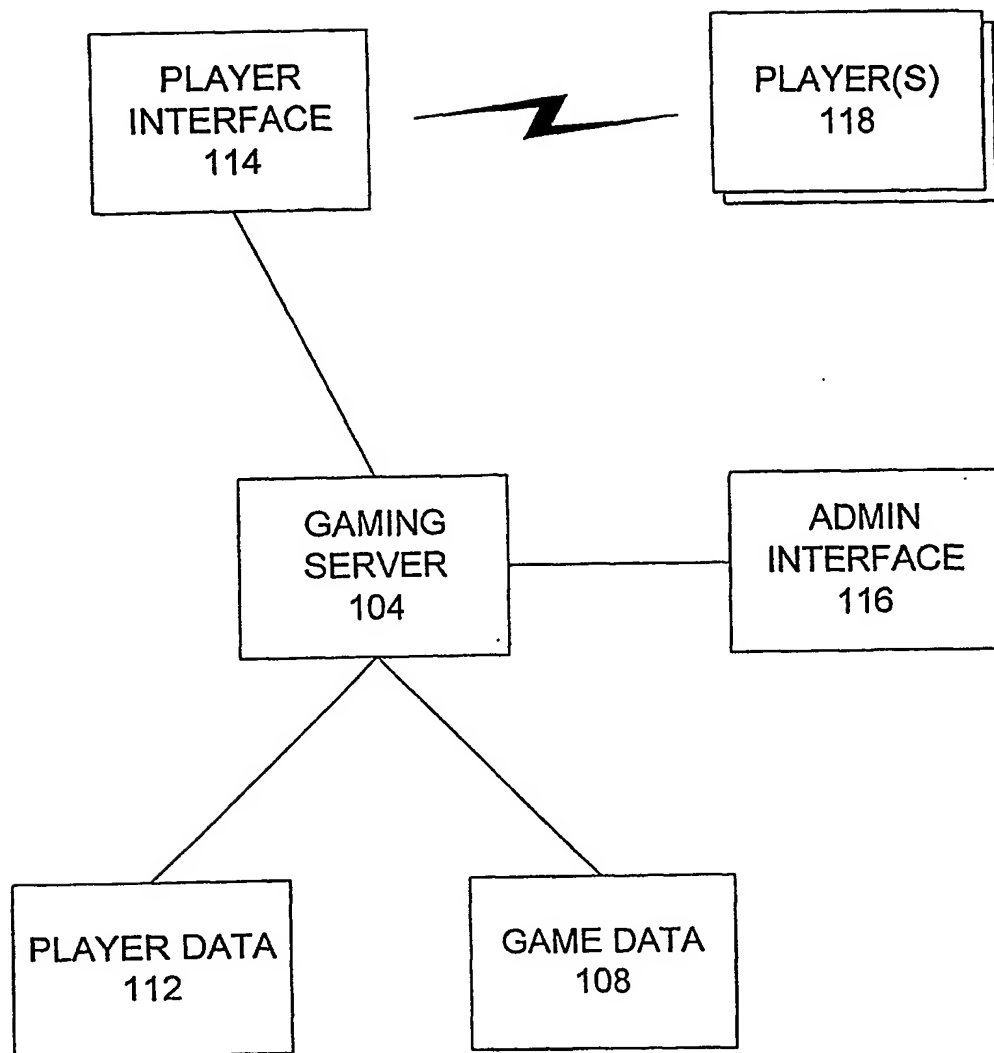 PLAYER
INTERFACE
114
PLAYER(S)
118
GAMING
SERVER
104
ADMIN
INTERFACE
116
PLAYER DATA
112
GAME DATA
108